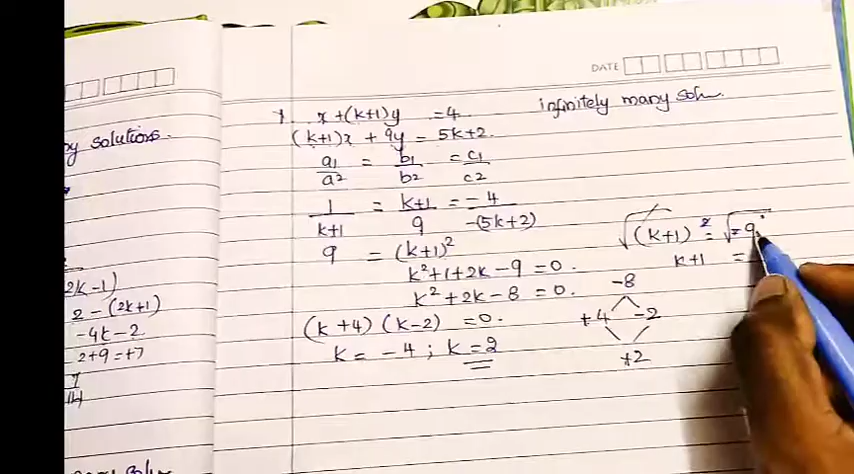 DATE
7. x+(k+1)y = 4 infinitely many soln.
(k+1)x + 9y = 5k+2.
a1/a2 = b1/b2 = c1/c2
1/k+1 = k+1/9 = -4/-(5k+2)
9 = (k+1)^2
k^2+1+2k-9 = 0.
k^2+2k-8 = 0.
(k+4) (k-2) = 0.
k = -4 ; k = 2
√(k+1)^2 = √=9
k+1 =
-8
+4 -2
+2
solutions.
2k-1)
2-(2k+1)
-4k-2
2+9=+7